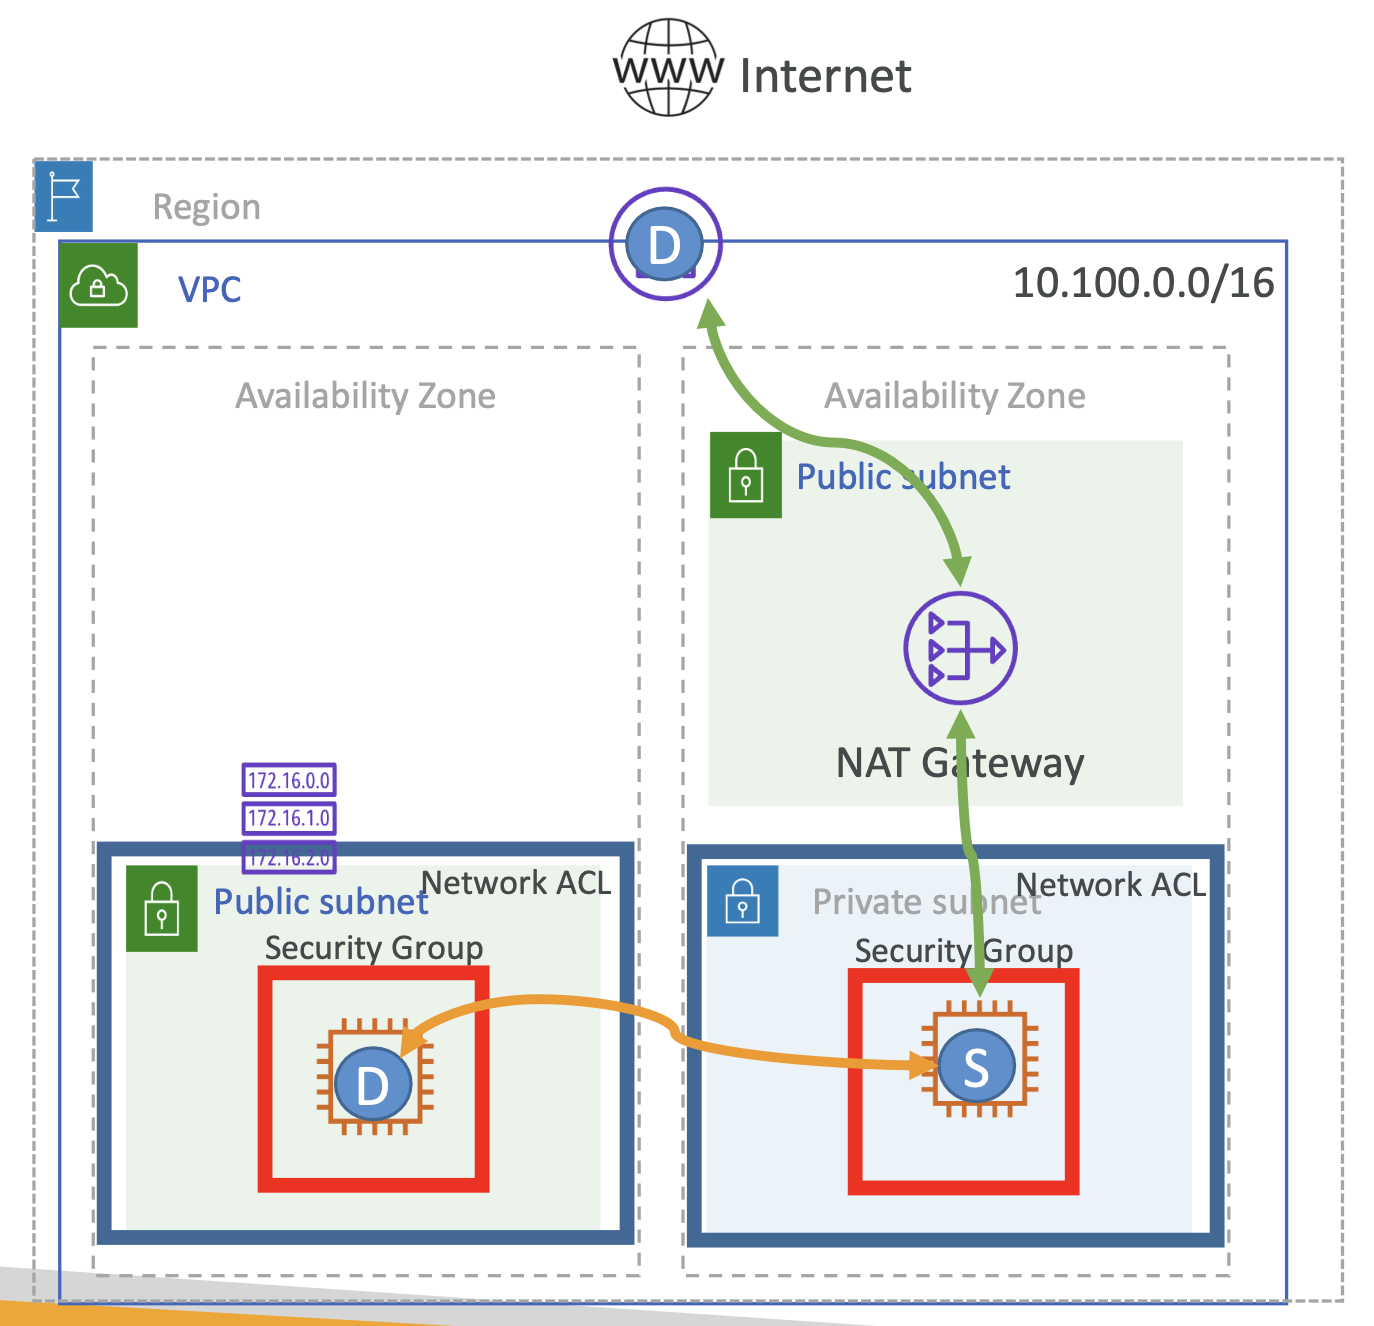 WWW
Internet
Region
D
VPC
10.100.0.0/16
Availability Zone
Availability Zone
Public subnet
NAT Gateway
172.16.0.0
172.16.1.0
172.16.2.0
Public subnet
Network ACL
Security Group
D
Private subnet
Network ACL
Security Group
S